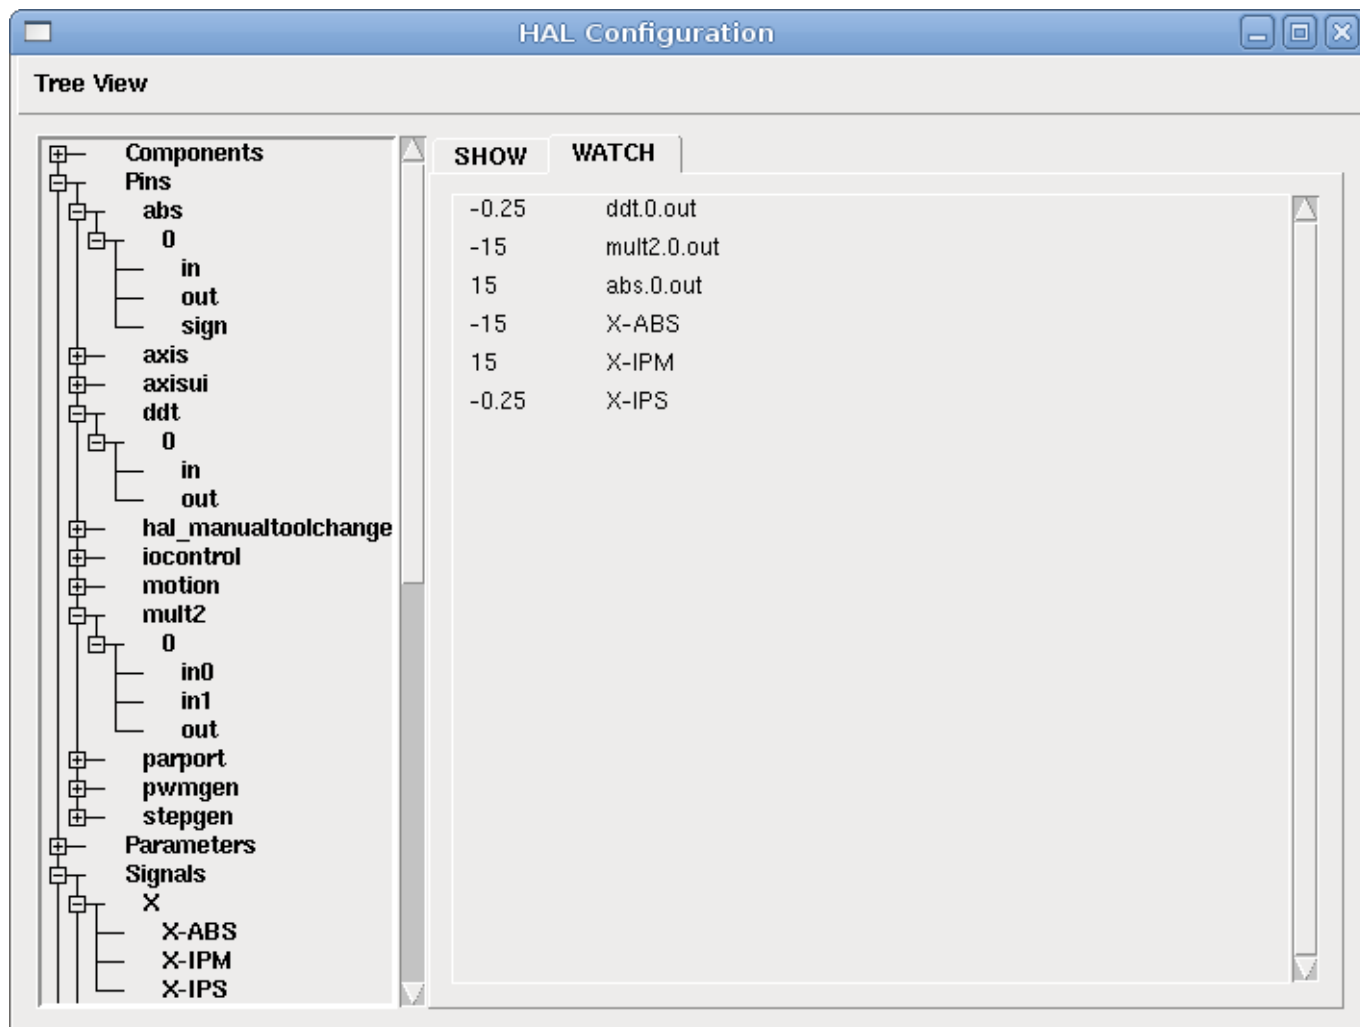 HAL Configuration
Tree View
Components
Pins
abs
0
in
out
sign
axis
axisui
ddt
0
in
out
hal_manualtoolchange
iocontrol
motion
mult2
0
in0
in1
out
parport
pwmgen
stepgen
Parameters
Signals
X
X-ABS
X-IPM
X-IPS
SHOW WATCH
-0.25 ddt.0.out
-15 mult2.0.out
15 abs.0.out
-15 X-ABS
15 X-IPM
-0.25 X-IPS